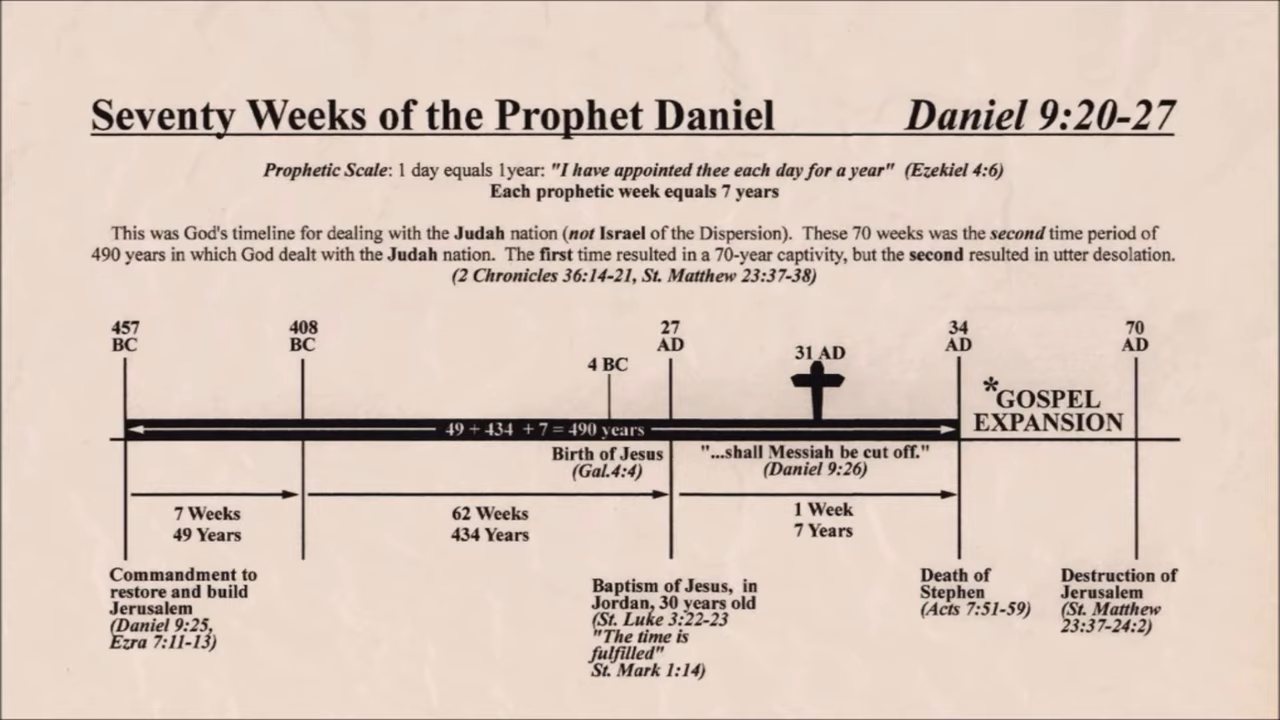 Seventy Weeks of the Prophet Daniel Daniel 9:20-27
Prophetic Scale: 1 day equals 1year: "I have appointed thee each day for a year" (Ezekiel 4:6)
Each prophetic week equals 7 years
This was God's timeline for dealing with the Judah nation (not Israel of the Dispersion). These 70 weeks was the second time period of
490 years in which God dealt with the Judah nation. The first time resulted in a 70-year captivity, but the second resulted in utter desolation.
(2 Chronicles 36:14-21, St. Matthew 23:37-38)
457
BC
408
BC
4 BC
27
AD
31 AD
34
AD
70
AD
*GOSPEL
EXPANSION
49 + 434 + 7 = 490 years
Birth of Jesus
(Gal.4:4)
"...shall Messiah be cut off."
(Daniel 9:26)
7 Weeks
49 Years
62 Weeks
434 Years
1 Week
7 Years
Commandment to
restore and build
Jerusalem
(Daniel 9:25,
Ezra 7:11-13)
Baptism of Jesus, in
Jordan, 30 years old
(St. Luke 3:22-23
"The time is
fulfilled"
St. Mark 1:14)
Death of
Stephen
(Acts 7:51-59)
Destruction of
Jerusalem
(St. Matthew
23:37-24:2)